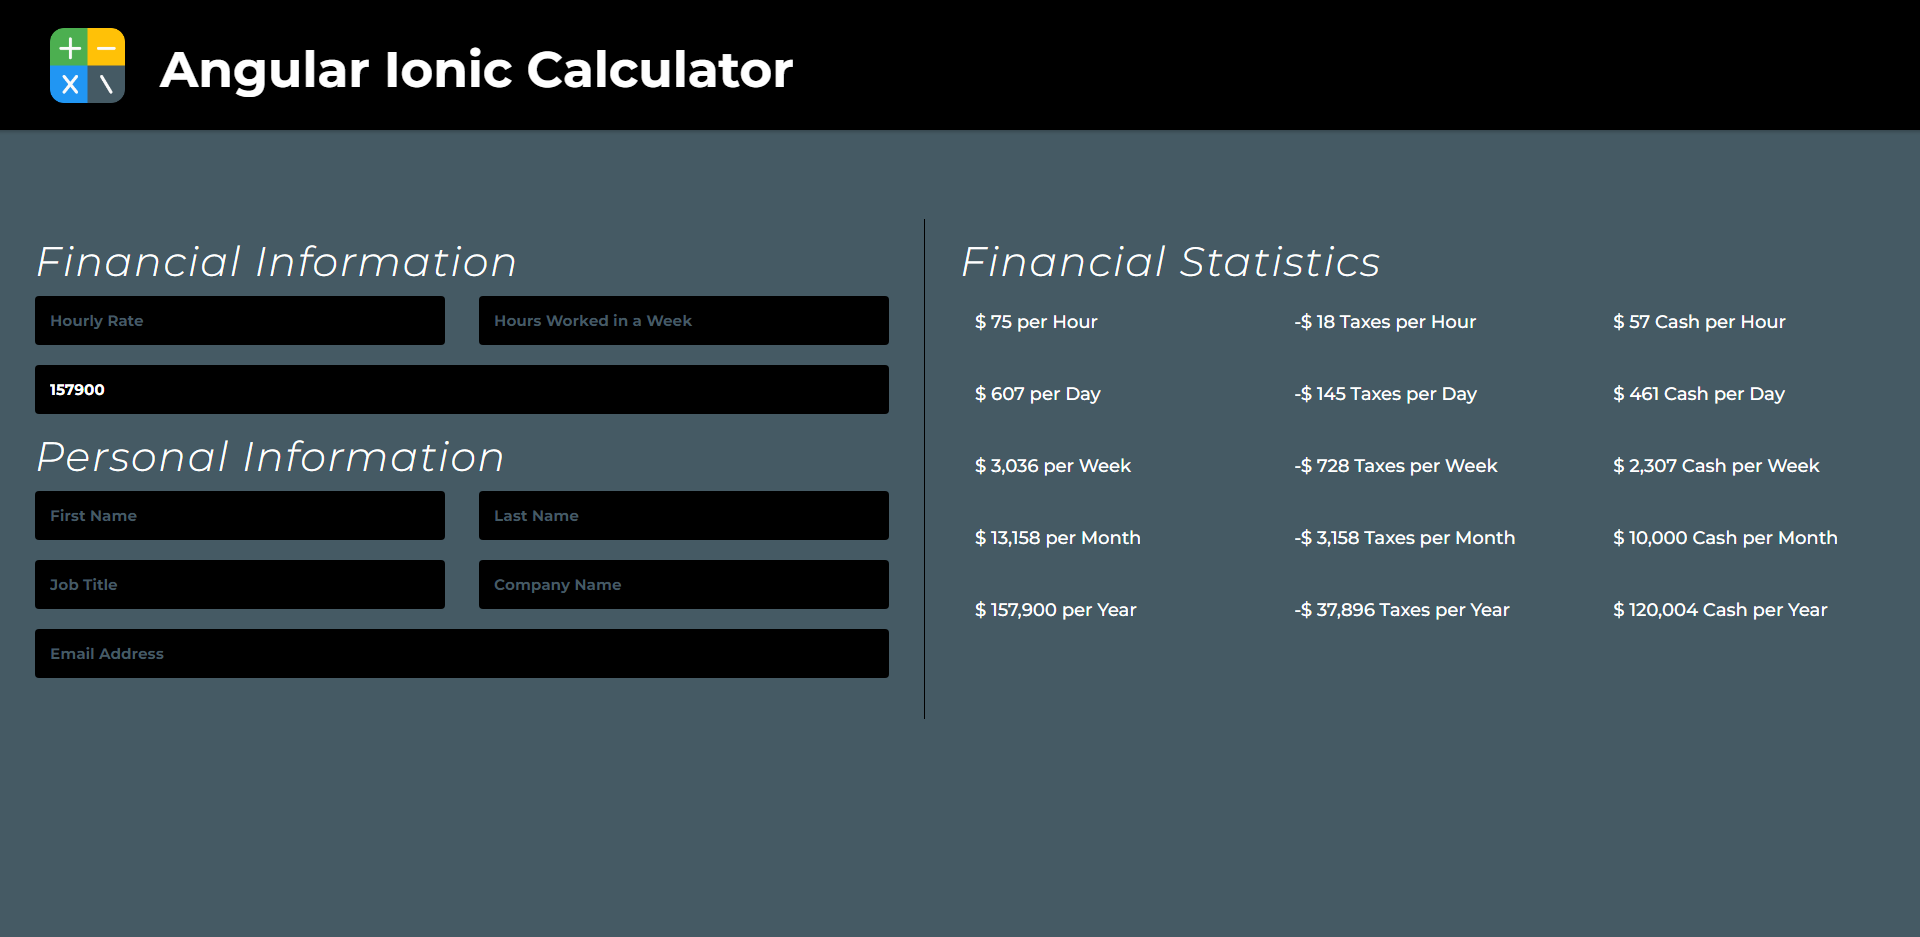 Angular Ionic Calculator
Financial Information
Hourly Rate
Hours Worked in a Week
157900
Personal Information
First Name
Last Name
Job Title
Company Name
Email Address
Financial Statistics
$ 75 per Hour
-$ 18 Taxes per Hour
$ 57 Cash per Hour
$ 607 per Day
-$ 145 Taxes per Day
$ 461 Cash per Day
$ 3,036 per Week
-$ 728 Taxes per Week
$ 2,307 Cash per Week
$ 13,158 per Month
-$ 3,158 Taxes per Month
$ 10,000 Cash per Month
$ 157,900 per Year
-$ 37,896 Taxes per Year
$ 120,004 Cash per Year